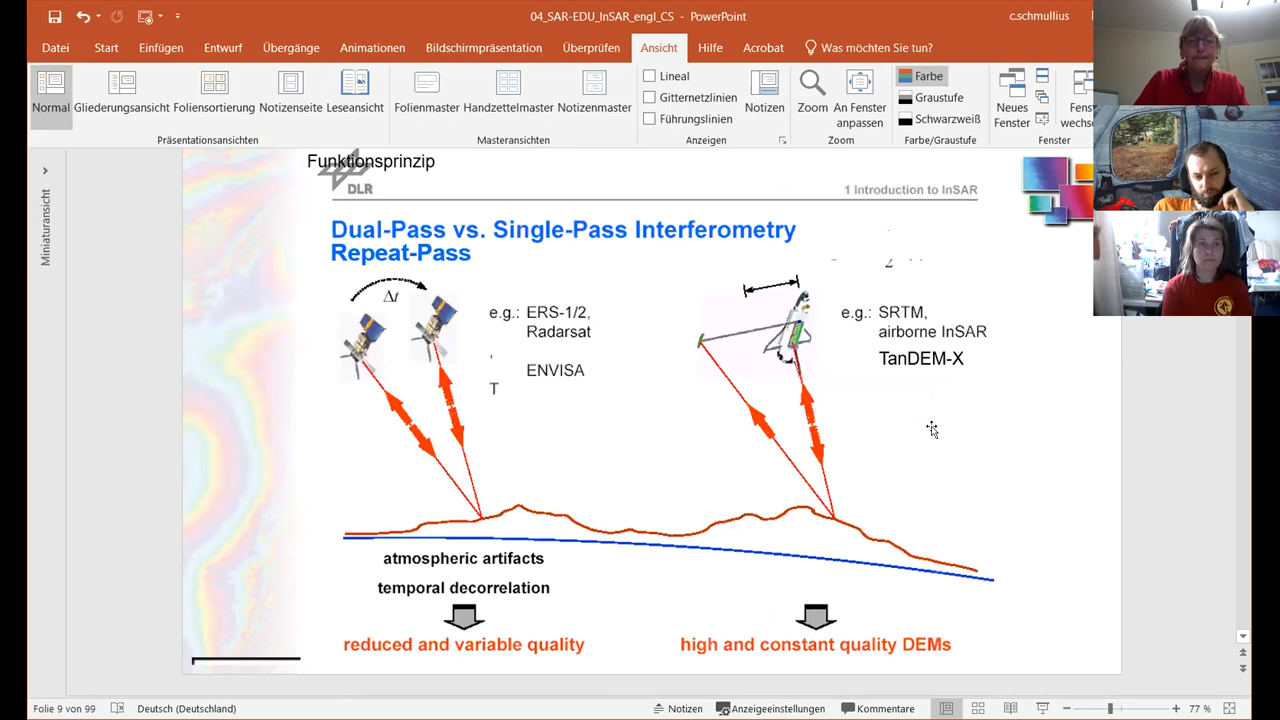 04_SAR-EDU_InSAR_engl_CS - PowerPoint
c.schmullius
Datei Start Einfügen Entwurf Übergänge Animationen Bildschirmpräsentation Überprüfen Ansicht Hilfe Acrobat Was möchten Sie tun?
Normal
Gliederungsansicht
Foliensortierung
Notizenseite
Leseansicht
Präsentationsansichten
Folienmaster
Handzettelmaster
Notizenmaster
Masteransichten
Lineal
Gitternetzlinien
Führungslinien
Notizen
Anzeigen
Zoom
An Fenster
anpassen
Zoom
Farbe
Graustufe
Schwarzweiß
Farbe/Graustufe
Neues
Fenster
Fenster
Miniaturansicht
Funktionsprinzip
DLR
1 Introduction to InSAR
Dual-Pass vs. Single-Pass Interferometry
Repeat-Pass
Δt
e.g.: ERS-1/2,
Radarsat
,
ENVISA
T
2
e.g.: SRTM,
airborne InSAR
TanDEM-X
atmospheric artifacts
temporal decorrelation
reduced and variable quality
high and constant quality DEMs
Folie 9 von 99 Deutsch (Deutschland) Notizen Anzeigeeinstellungen Kommentare 77 %